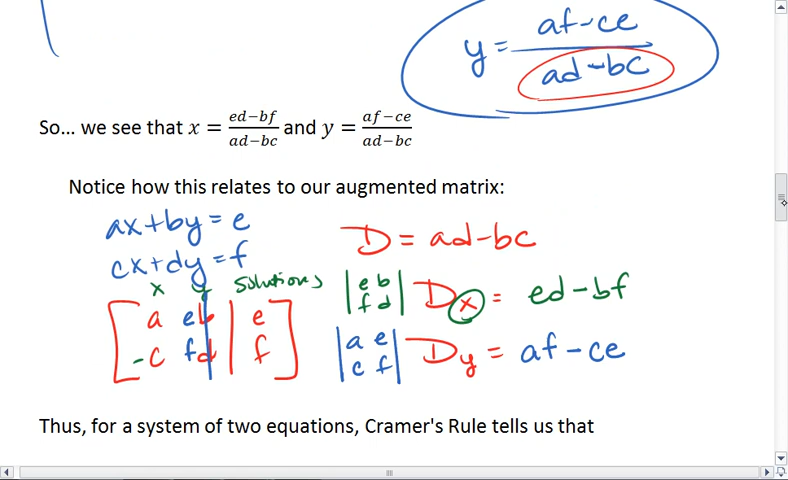 y = af-ce / ad-bc
So... we see that x = ed-bf / ad-bc and y = af-ce / ad-bc
Notice how this relates to our augmented matrix:
ax+by = e
cx+dy = f
x y solutions
a eb | e
-c fd | f
D = ad-bc
|e b| Dx = ed-bf
|f d|
|a e| Dy = af-ce
|c f|
Thus, for a system of two equations, Cramer's Rule tells us that